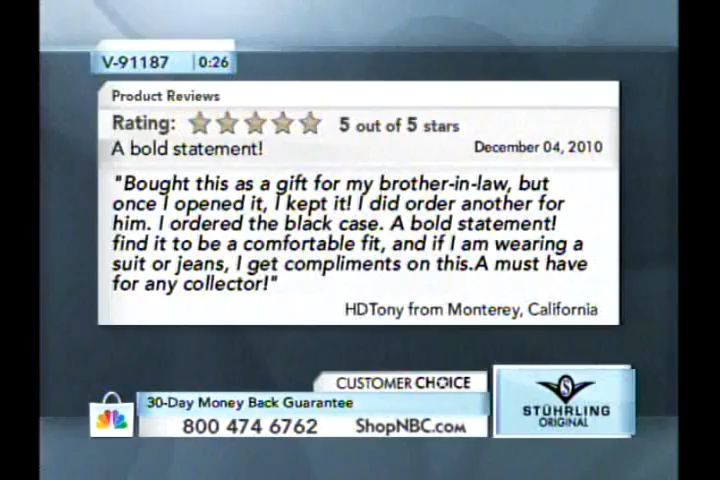 V-91187 0:26
Product Reviews
Rating: 5 out of 5 stars
A bold statement! December 04, 2010
"Bought this as a gift for my brother-in-law, but
once I opened it, I kept it! I did order another for
him. I ordered the black case. A bold statement!
find it to be a comfortable fit, and if I am wearing a
suit or jeans, I get compliments on this.A must have
for any collector!"
HDTony from Monterey, California
CUSTOMER CHOICE
30-Day Money Back Guarantee
800 474 6762 ShopNBC.com
S
STÜHRLING
ORIGINAL